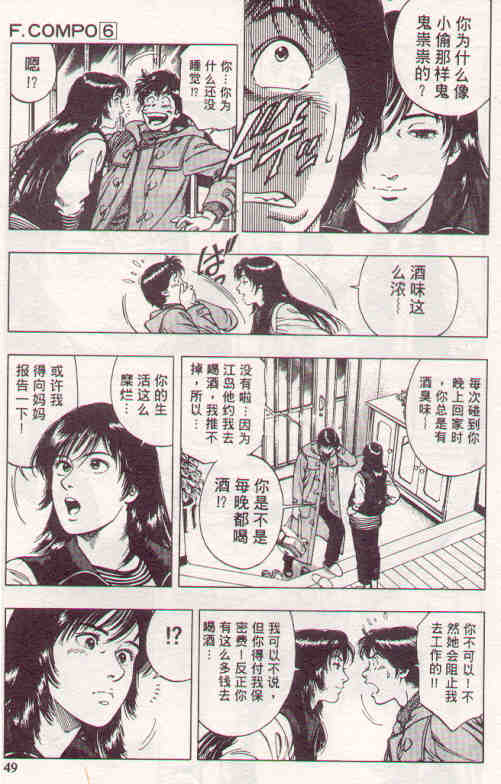 F.COMPO 6
你为什么像
小偷那样鬼
鬼祟祟的？
你…你为
什么还没
睡觉!?
嗯
!?
酒味这
么浓～
每次碰到你
晚上回家时
，你总是有
酒臭味～
没有啦…因为
江岛他约我去
喝酒，我推不
掉，所以…
你是不是
每晚都喝
酒!?
你的生
活这么
糜烂…
或许我
得向妈妈
报告一下！
你不可以！不
然她会阻止我
去工作的!!
我可以不说，
但你得付我保
密费！反正你
有这么多钱去
喝酒…
!?
49